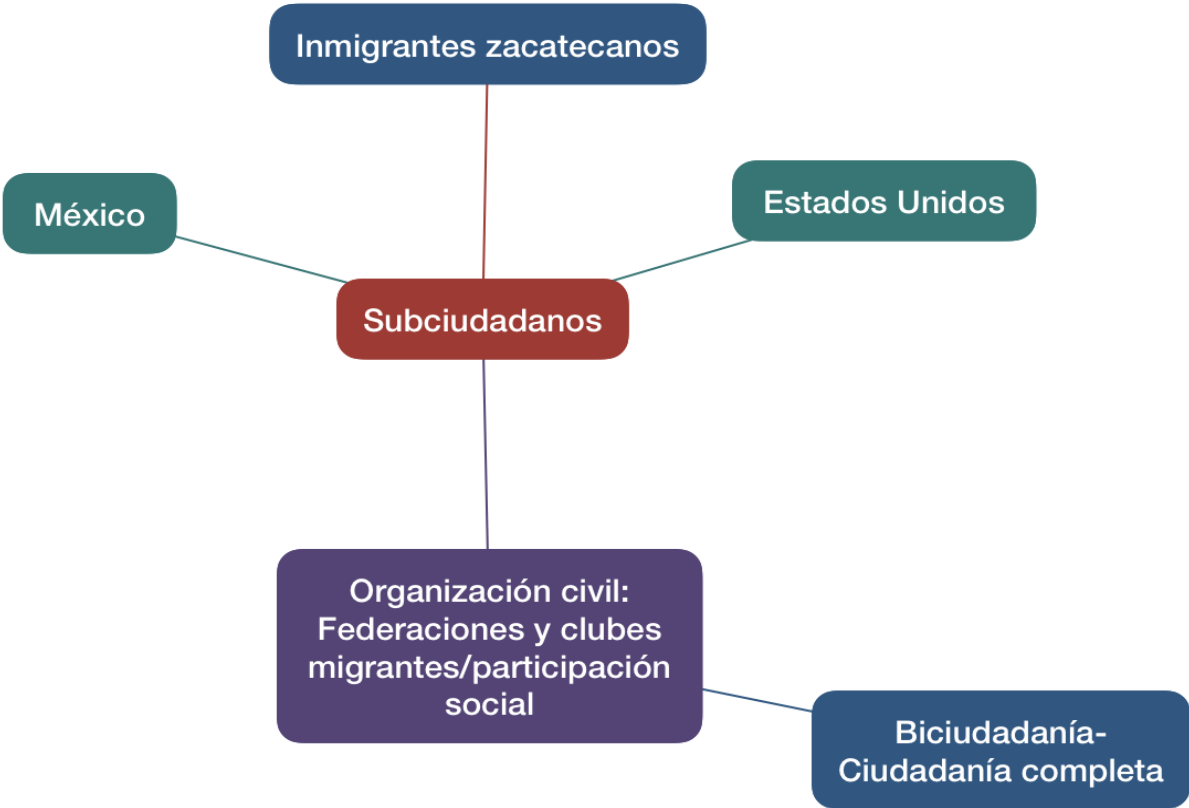 Inmigrantes zacatecanos
México
Estados Unidos
Subciudadanos
Organización civil:
Federaciones y clubes
migrantes/participación
social
Biciudadanía-
Ciudadanía completa